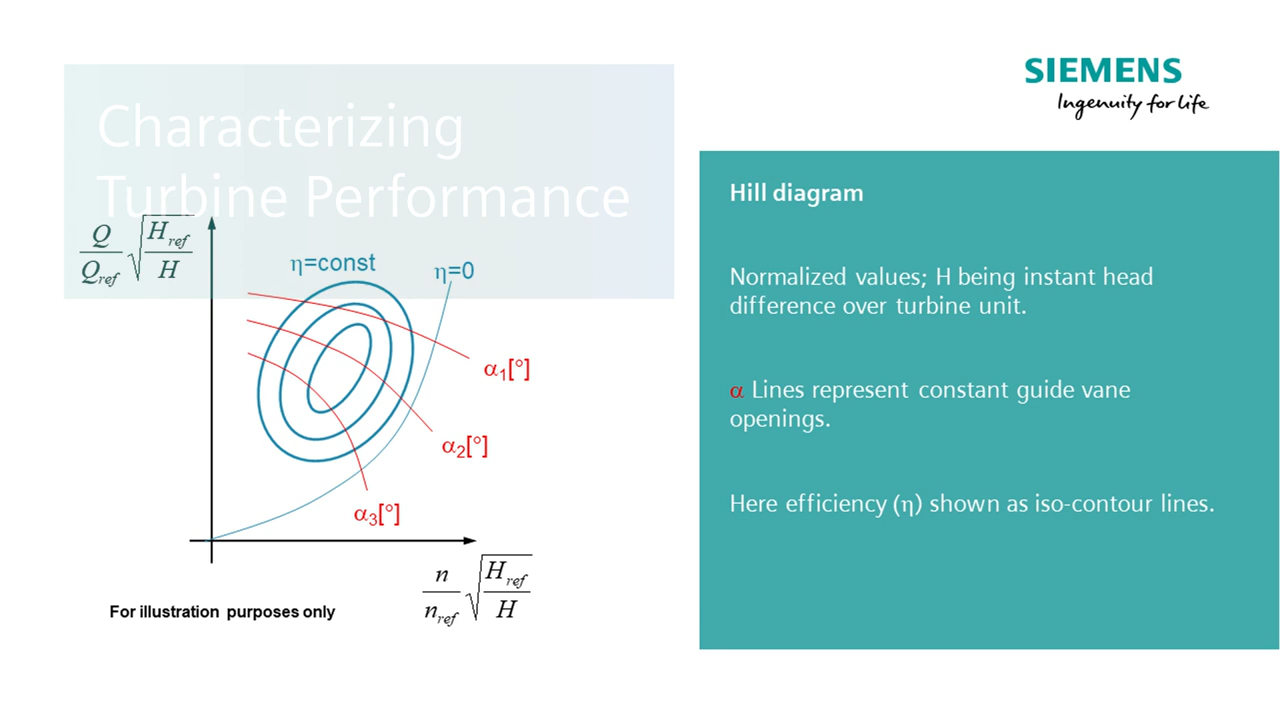 Characterizing
Turbine Performance
SIEMENS
Ingenuity for life
Q/Q_ref √(H_ref/H)
η=const
η=0
α₁[°]
α₂[°]
α₃[°]
n/n_ref √(H_ref/H)
For illustration purposes only
Hill diagram
Normalized values; H being instant head
difference over turbine unit.
α Lines represent constant guide vane
openings.
Here efficiency (η) shown as iso-contour lines.